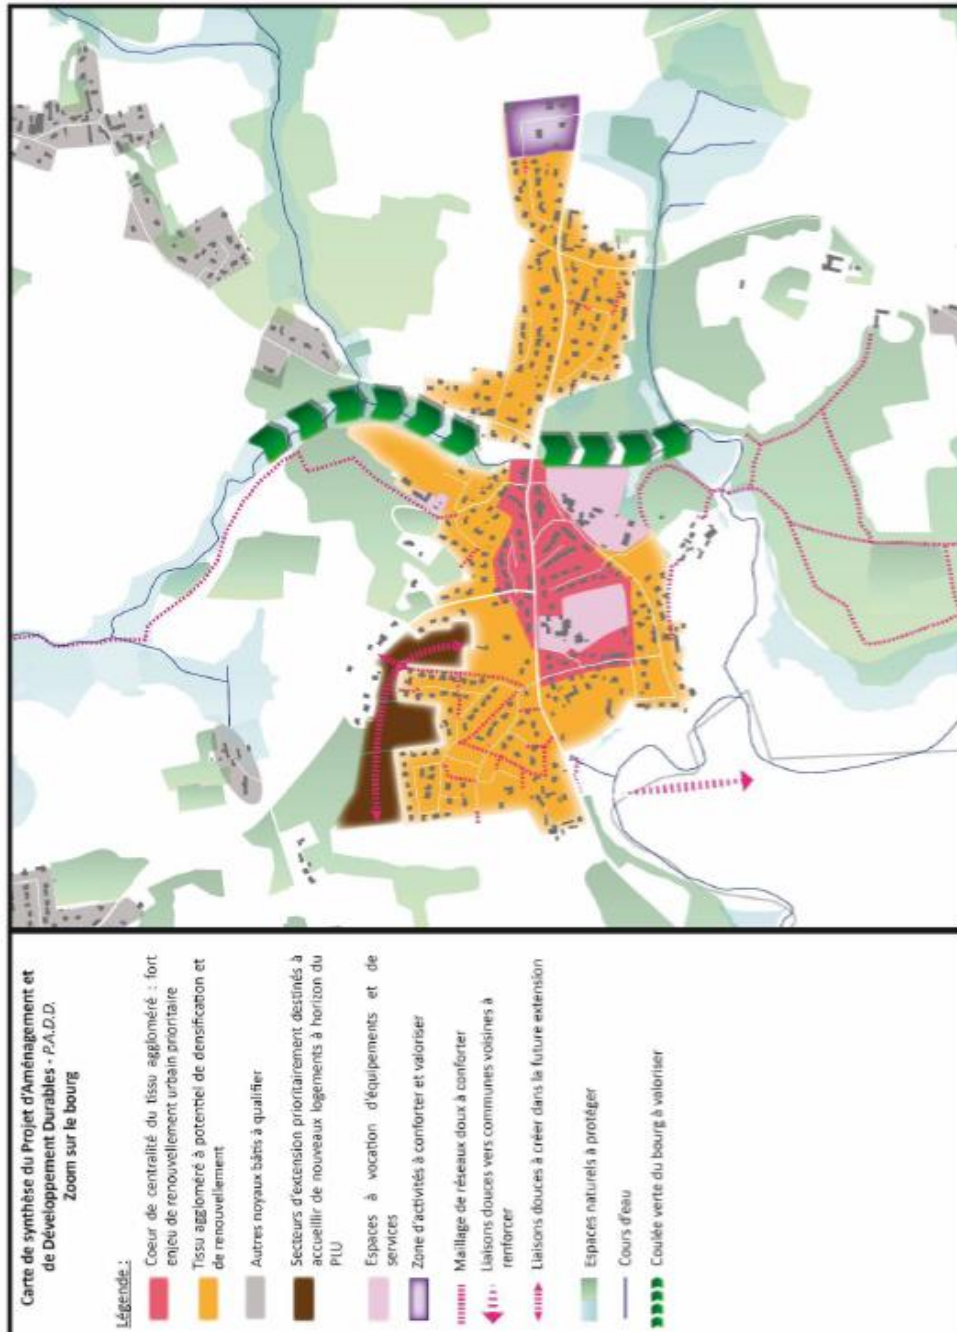 Carte de synthèse du Projet d'Aménagement et
de Développement Durables - P.A.D.D.
Zoom sur le bourg
Légende :
Coeur de centralité du tissu aggloméré : fort
enjeu de renouvellement urbain prioritaire
Tissu aggloméré à potentiel de densification et
de renouvellement
Autres noyaux bâtis à qualifier
Secteurs d'extension prioritairement destinés à
accueillir de nouveaux logements à horizon du
PLU
Espaces à vocation d'équipements et de
services
Zone d'activités à conforter et valoriser
Maillage de réseaux doux à conforter
Liaisons douces vers communes voisines à
renforcer
Liaisons douces à créer dans la future extension
Espaces naturels à protéger
Cours d'eau
Coulée verte du bourg à valoriser